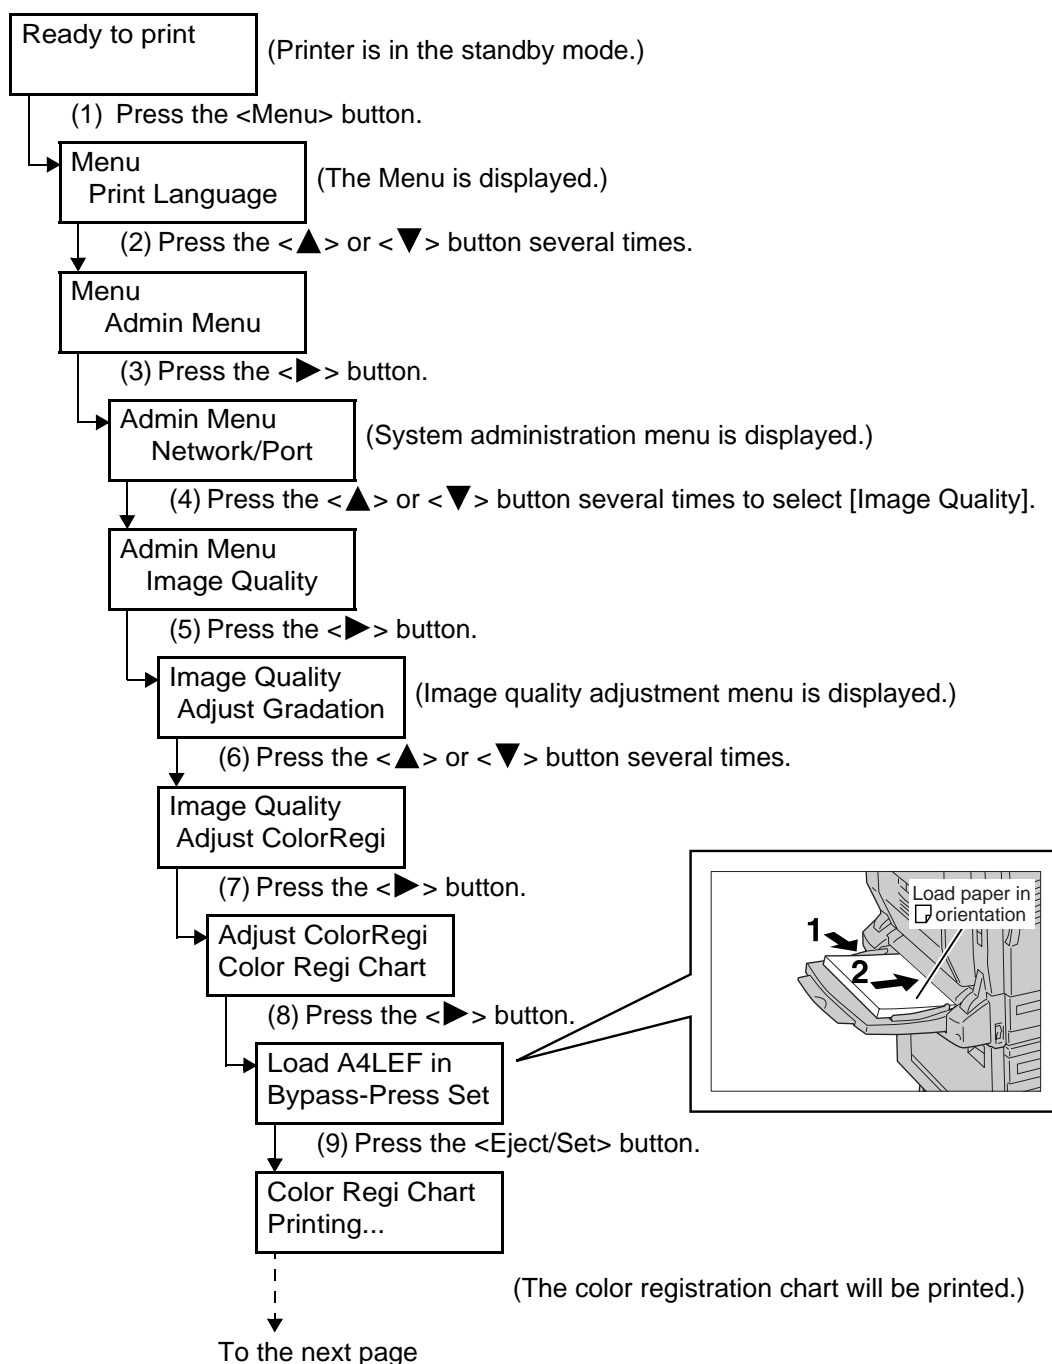 Ready to print
(Printer is in the standby mode.)
(1) Press the <Menu> button.
Menu
Print Language
(The Menu is displayed.)
(2) Press the <▲> or <▼> button several times.
Menu
Admin Menu
(3) Press the <▶> button.
Admin Menu
Network/Port
(System administration menu is displayed.)
(4) Press the <▲> or <▼> button several times to select [Image Quality].
Admin Menu
Image Quality
(5) Press the <▶> button.
Image Quality
Adjust Gradation
(Image quality adjustment menu is displayed.)
(6) Press the <▲> or <▼> button several times.
Image Quality
Adjust ColorRegi
(7) Press the <▶> button.
Load paper in
orientation
1
2
Adjust ColorRegi
Color Regi Chart
(8) Press the <▶> button.
Load A4LEF in
Bypass-Press Set
(9) Press the <Eject/Set> button.
Color Regi Chart
Printing...
(The color registration chart will be printed.)
To the next page